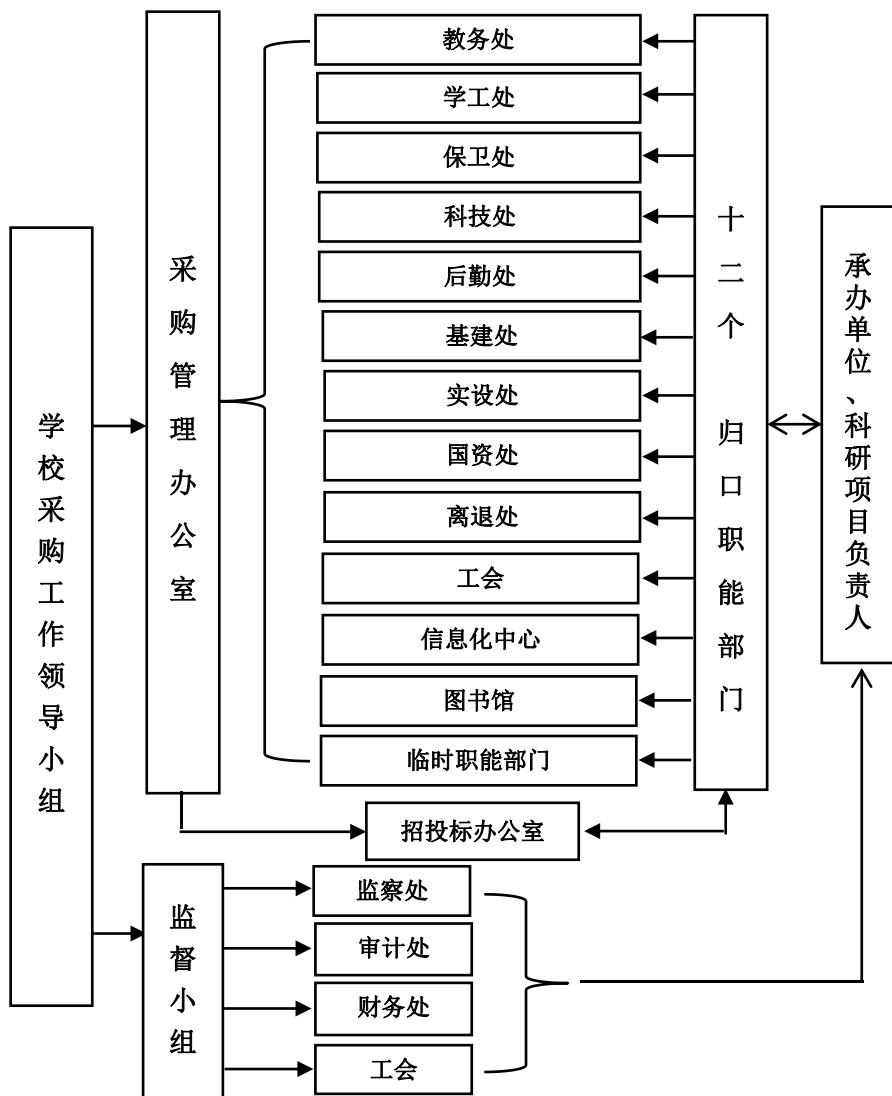 学校采购工作领导小组
采购管理办公室
教务处
学工处
保卫处
科技处
后勤处
基建处
实设处
国资处
离退处
工会
信息化中心
图书馆
临时职能部门
十二个归口职能部门
承办单位、科研项目负责人
招投标办公室
监督小组
监察处
审计处
财务处
工会